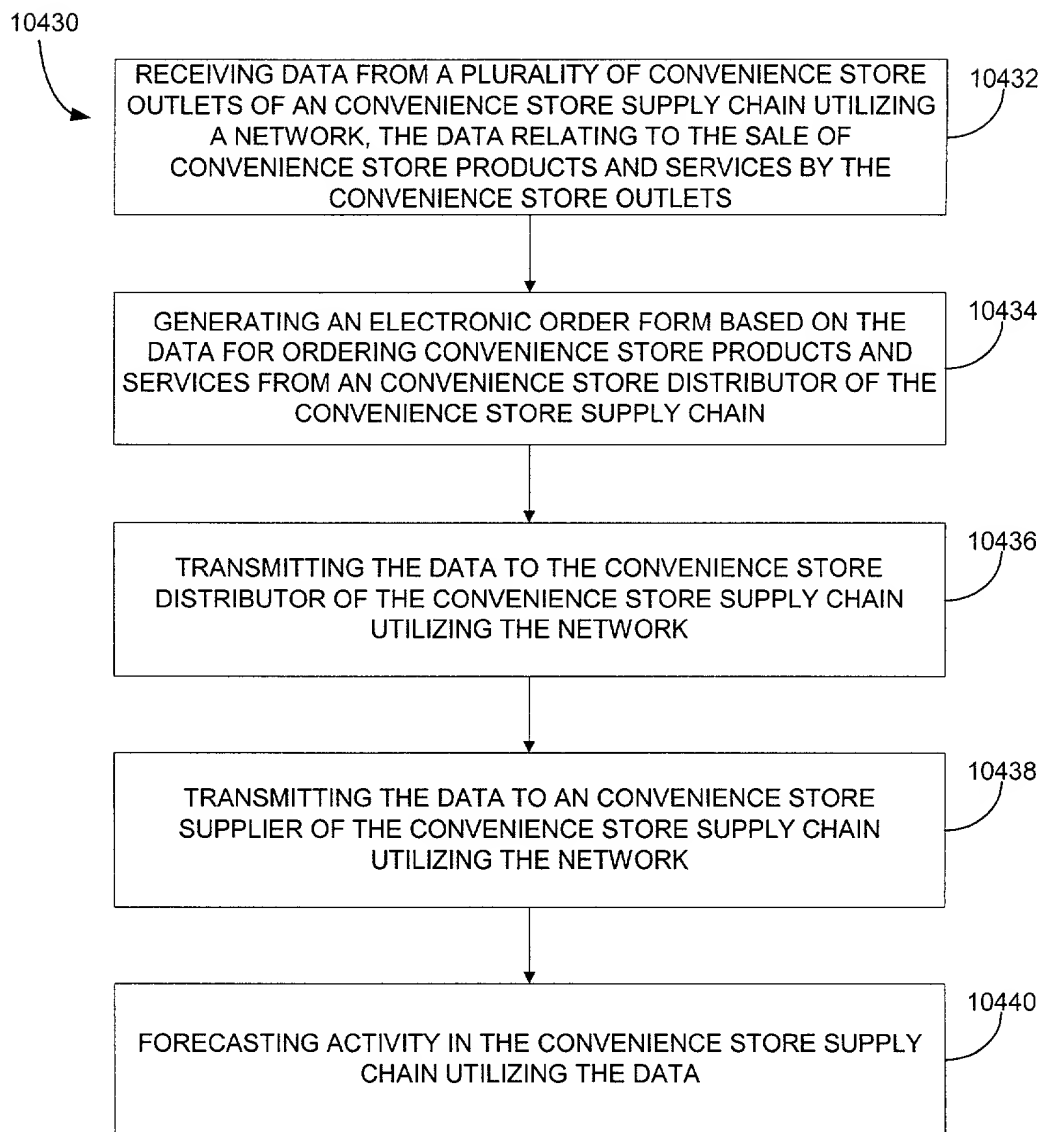 10430
RECEIVING DATA FROM A PLURALITY OF CONVENIENCE STORE
OUTLETS OF AN CONVENIENCE STORE SUPPLY CHAIN UTILIZING
A NETWORK, THE DATA RELATING TO THE SALE OF
CONVENIENCE STORE PRODUCTS AND SERVICES BY THE
CONVENIENCE STORE OUTLETS
10432
GENERATING AN ELECTRONIC ORDER FORM BASED ON THE
DATA FOR ORDERING CONVENIENCE STORE PRODUCTS AND
SERVICES FROM AN CONVENIENCE STORE DISTRIBUTOR OF THE
CONVENIENCE STORE SUPPLY CHAIN
10434
TRANSMITTING THE DATA TO THE CONVENIENCE STORE
DISTRIBUTOR OF THE CONVENIENCE STORE SUPPLY CHAIN
UTILIZING THE NETWORK
10436
TRANSMITTING THE DATA TO AN CONVENIENCE STORE
SUPPLIER OF THE CONVENIENCE STORE SUPPLY CHAIN
UTILIZING THE NETWORK
10438
FORECASTING ACTIVITY IN THE CONVENIENCE STORE SUPPLY
CHAIN UTILIZING THE DATA
10440